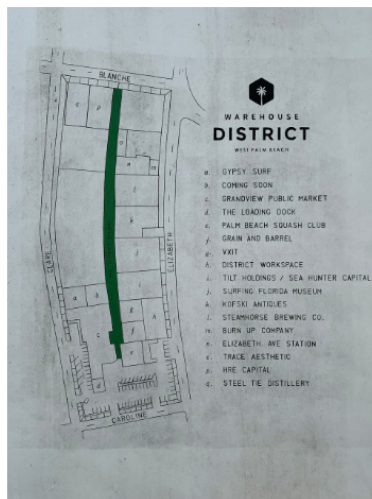 BLANCHE
CLARE
ELIZABETH
CAROLINE
WAREHOUSE
DISTRICT
WEST PALM BEACH
a. GYPSY SURF
b. COMING SOON
c. GRANDVIEW PUBLIC MARKET
d. THE LOADING DOCK
e. PALM BEACH SQUASH CLUB
f. GRAIN AND BARREL
g. VXIT
h. DISTRICT WORKSPACE
i. TILT HOLDINGS / SEA HUNTER CAPITAL
j. SURFING FLORIDA MUSEUM
k. KOFSKI ANTIQUES
l. STEAMHORSE BREWING CO.
m. BURN UP COMPANY
n. ELIZABETH AVE STATION
TRACE AESTHETIC
p. HRE CAPITAL
STEEL TIE DISTILLERY